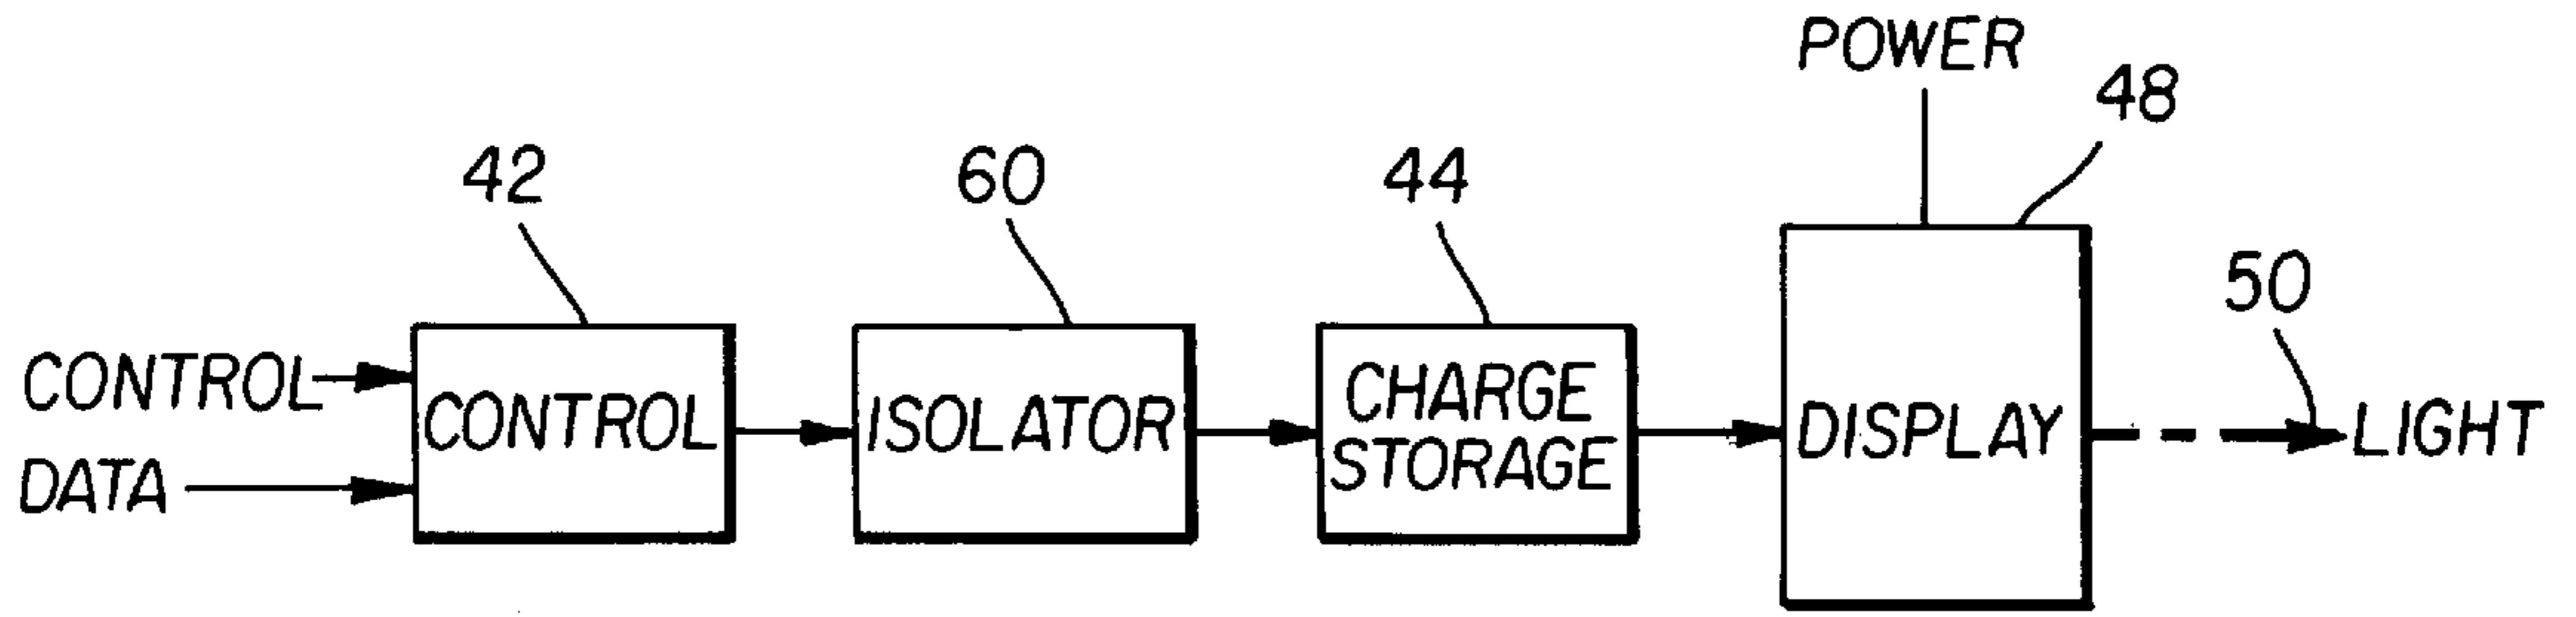 POWER
48
42
60
44
50
CONTROL
DATA
CONTROL
ISOLATOR
CHARGE
STORAGE
DISPLAY
LIGHT